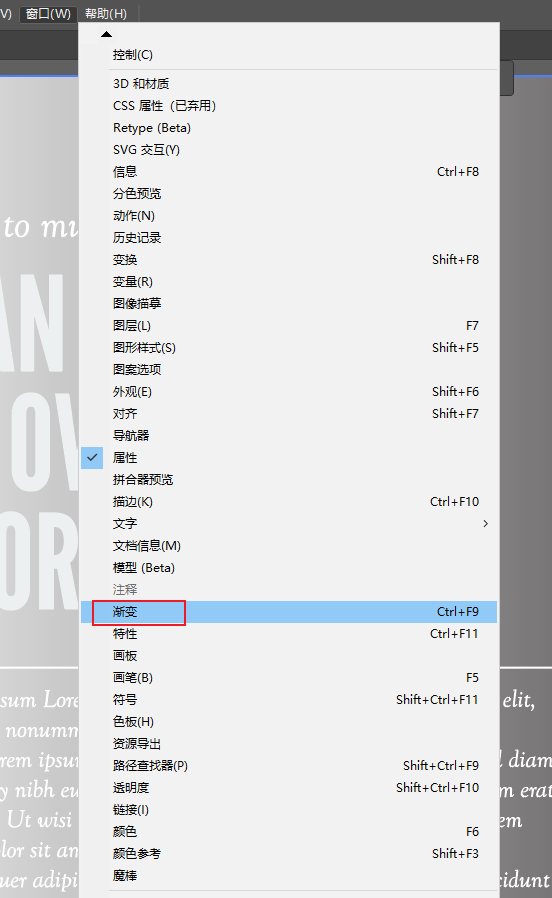 V) 窗口(W) 帮助(H)
控制(C)
3D 和材质
CSS 属性（已弃用）
Retype (Beta)
SVG 交互(Y)
信息 Ctrl+F8
分色预览
动作(N)
历史记录
变换 Shift+F8
变量(R)
图像描摹
图层(L) F7
图形样式(S) Shift+F5
图案选项
外观(E) Shift+F6
对齐 Shift+F7
导航器
属性
拼合器预览
描边(K) Ctrl+F10
文字
文档信息(M)
模型 (Beta)
注释
渐变 Ctrl+F9
特性 Ctrl+F11
画板
画笔(B) F5
符号 Shift+Ctrl+F11
色板(H)
资源导出
路径查找器(P) Shift+Ctrl+F9
透明度 Shift+Ctrl+F10
链接(I)
颜色 F6
颜色参考 Shift+F3
魔棒
to mu
AN
OV
OR
sum Lore elit,
nonumm
rem ipsu d diam
y nibh eu m erat
Ut wisi em
lor sit am
uer adipi cidunt